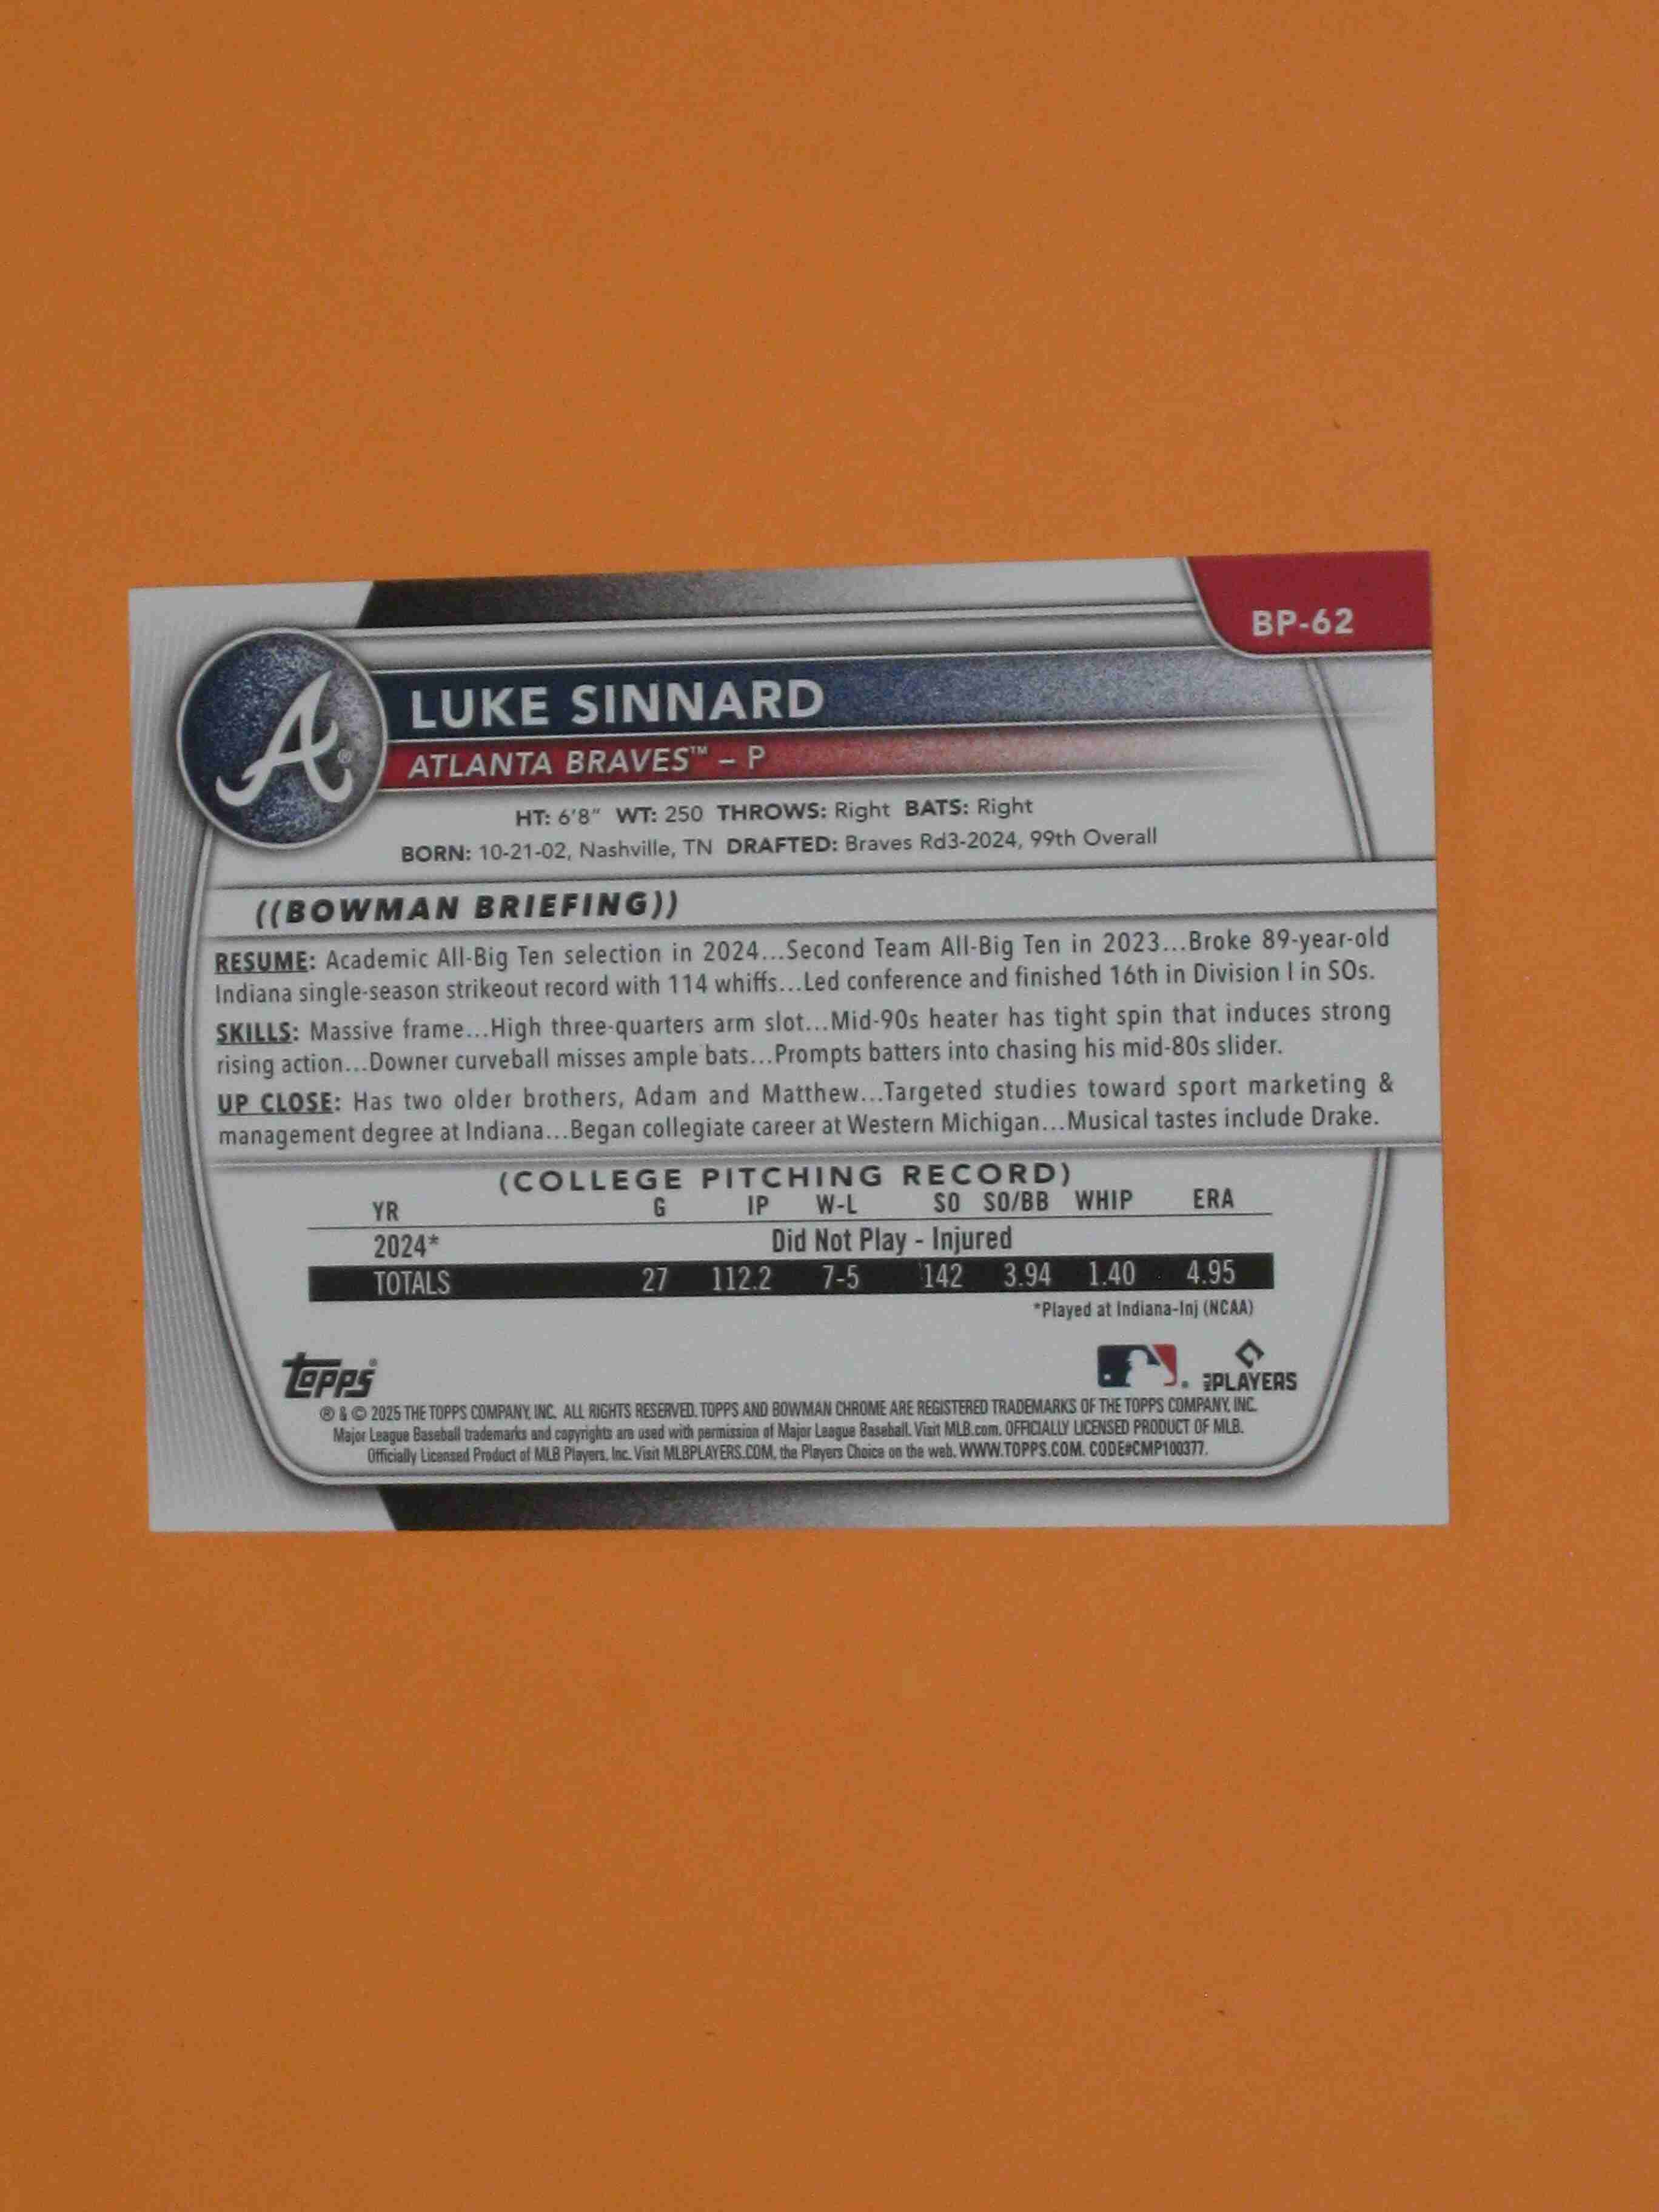 BP-62
A®
LUKE SINNARD
ATLANTA BRAVES™ – P
HT: 6'8" WT: 250 THROWS: Right BATS: Right
BORN: 10-21-02, Nashville, TN DRAFTED: Braves Rd3-2024, 99th Overall
((BOWMAN BRIEFING))
RESUME: Academic All-Big Ten selection in 2024...Second Team All-Big Ten in 2023...Broke 89-year-old
Indiana single-season strikeout record with 114 whiffs...Led conference and finished 16th in Division I in SOs.
SKILLS: Massive frame...High three-quarters arm slot...Mid-90s heater has tight spin that induces strong
rising action...Downer curveball misses ample bats...Prompts batters into chasing his mid-80s slider.
UP CLOSE: Has two older brothers, Adam and Matthew...Targeted studies toward sport marketing &
management degree at Indiana...Began collegiate career at Western Michigan...Musical tastes include Drake.
(COLLEGE PITCHING RECORD)
YR G IP W-L SO SO/BB WHIP ERA
2024* Did Not Play - Injured
TOTALS 27 112.2 7-5 142 3.94 1.40 4.95
*Played at Indiana-Inj (NCAA)
Topps® PLAYERS
® & © 2025 THE TOPPS COMPANY, INC. ALL RIGHTS RESERVED. TOPPS AND BOWMAN CHROME ARE REGISTERED TRADEMARKS OF THE TOPPS COMPANY, INC.
Major League Baseball trademarks and copyrights are used with permission of Major League Baseball. Visit MLB.com. OFFICIALLY LICENSED PRODUCT OF MLB.
Officially Licensed Product of MLB Players, Inc. Visit MLBPLAYERS.COM, the Players Choice on the web. WWW.TOPPS.COM. CODE#CMP100377.